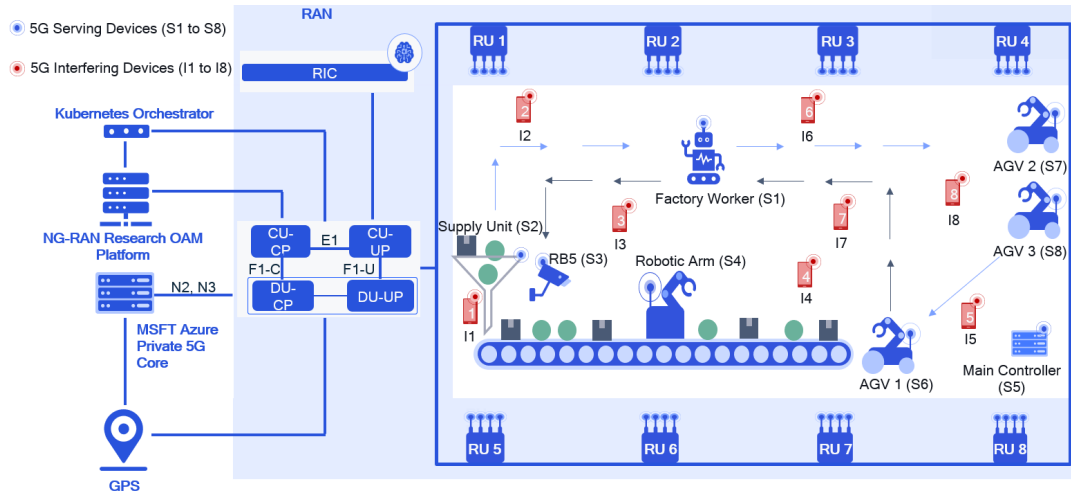 RAN
5G Serving Devices (S1 to S8)
5G Interfering Devices (I1 to I8)
RIC
Kubernetes Orchestrator
NG-RAN Research OAM
Platform
CU-
CP
E1
CU-
UP
F1-C
F1-U
DU-
CP
DU-UP
N2, N3
MSFT Azure
Private 5G
Core
GPS
RU 1
RU 2
RU 3
RU 4
2
I2
6
I6
AGV 2 (S7)
Factory Worker (S1)
8
I8
3
I3
7
I7
Supply Unit (S2)
AGV 3 (S8)
RB5 (S3)
Robotic Arm (S4)
4
I4
1
I1
5
I5
AGV 1 (S6)
Main Controller
(S5)
RU 5
RU 6
RU 7
RU 8